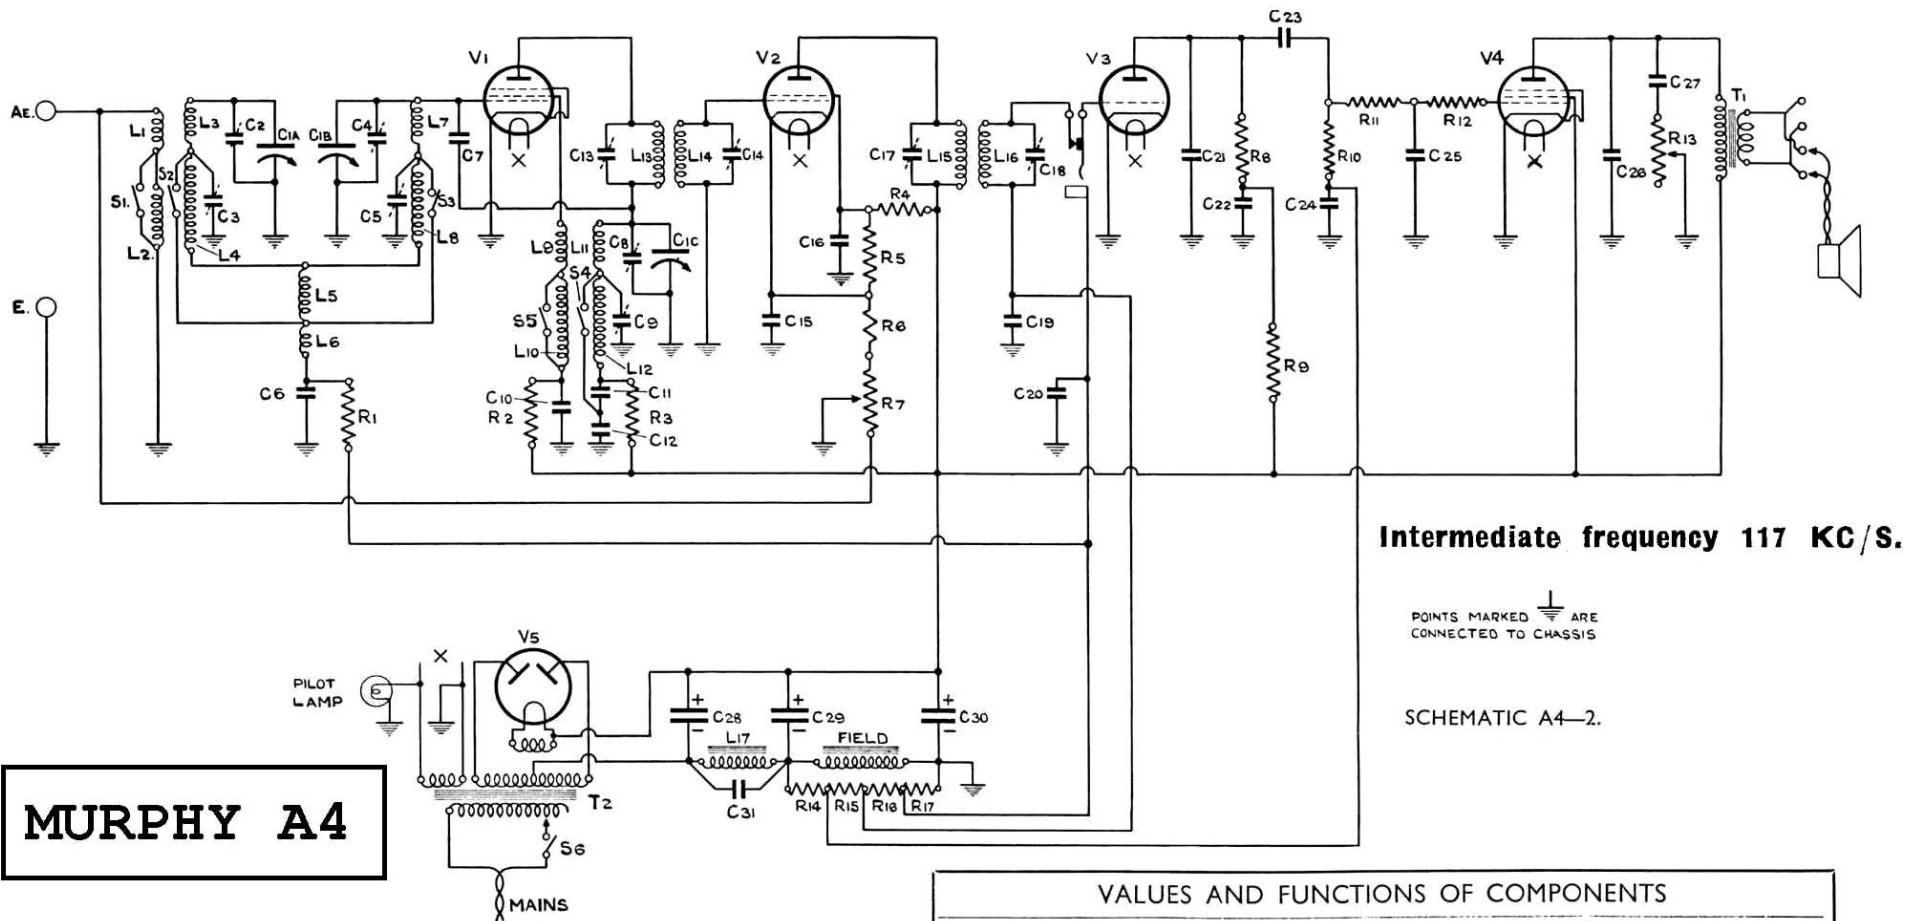 C23
V1
V2
V3
V4
AE.
L1
L3
C2
C1A
C1B
C4
L7
C7
C13
L13
L14
C14
C17
L15
L16
C18
C21
R8
R10
R11
C25
R12
C26
C27
R13
T1
S1.
S2
C3
C5
S3
L8
L2.
L4
R4
C16
R5
C22
C24
E.
L5
L6
L9
L11
C8
C1C
S4
S5
C9
L10
L12
C15
R6
C19
R9
C6
R1
C10
R2
C11
R3
C12
R7
C20
Intermediate frequency 117 KC/S.
POINTS MARKED ARE
CONNECTED TO CHASSIS
SCHEMATIC A4—2.
V5
X
PILOT
LAMP
C28
C29
C30
L17
FIELD
T2
C31
R14
R15
R16
R17
S6
MAINS
MURPHY A4
VALUES AND FUNCTIONS OF COMPONENTS